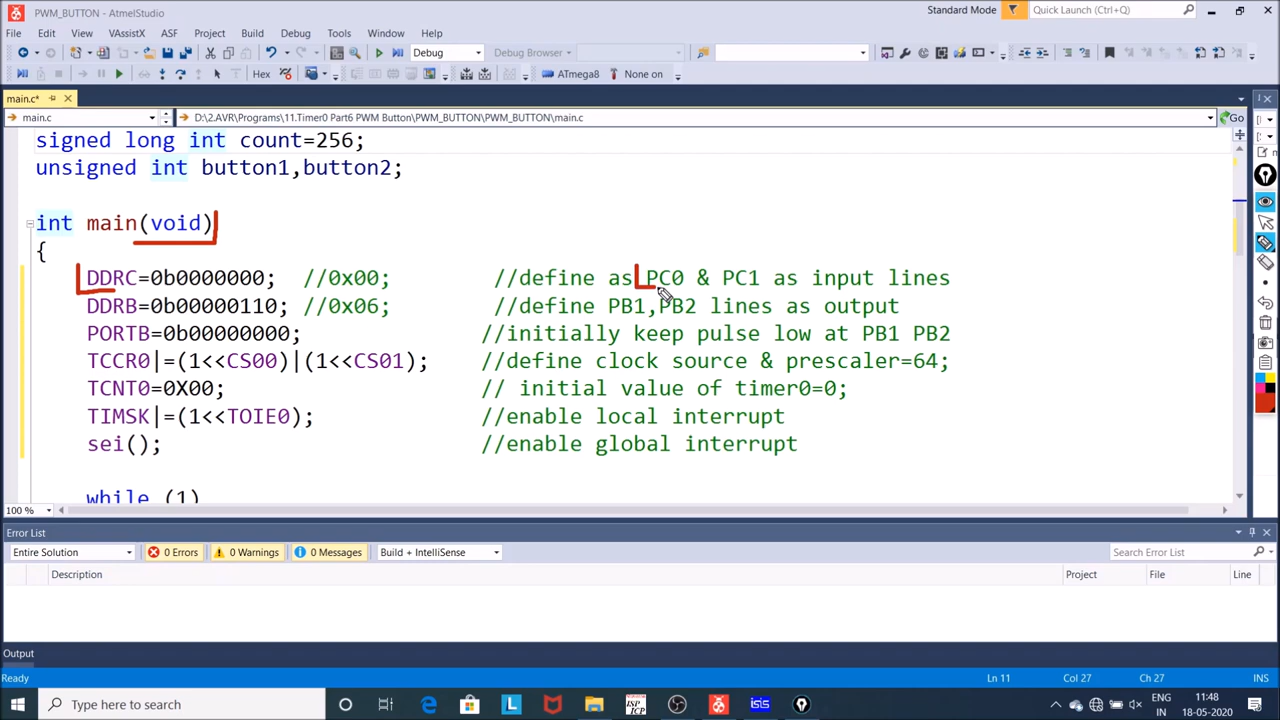 PWM_BUTTON - AtmelStudio
Standard Mode
Quick Launch (Ctrl+Q)
File Edit View VAssistX ASF Project Build Debug Tools Window Help
Debug
Debug Browser
Hex
ATmega8
None on
main.c*
main.c
D:\2.AVR\Programs\11.Timer0 Part6 PWM Button\PWM_BUTTON\PWM_BUTTON\main.c
Go
signed long int count=256;
unsigned int button1,button2;
int main(void)
{
DDRC=0b0000000; //0x00; //define as PC0 & PC1 as input lines
DDRB=0b00000110; //0x06; //define PB1,PB2 lines as output
PORTB=0b00000000; //initially keep pulse low at PB1 PB2
TCCR0|=(1<<CS00)|(1<<CS01); //define clock source & prescaler=64;
TCNT0=0X00; // initial value of timer0=0;
TIMSK|=(1<<TOIE0); //enable local interrupt
sei(); //enable global interrupt
while (1)
100 %
Error List
Entire Solution
0 Errors
0 Warnings
0 Messages
Build + IntelliSense
Search Error List
Description Project File Line
Output
Ready
Ln 11 Col 27 Ch 27 INS
Type here to search
L
ISP
ICP
isis
ENG
IN
11:48
18-05-2020